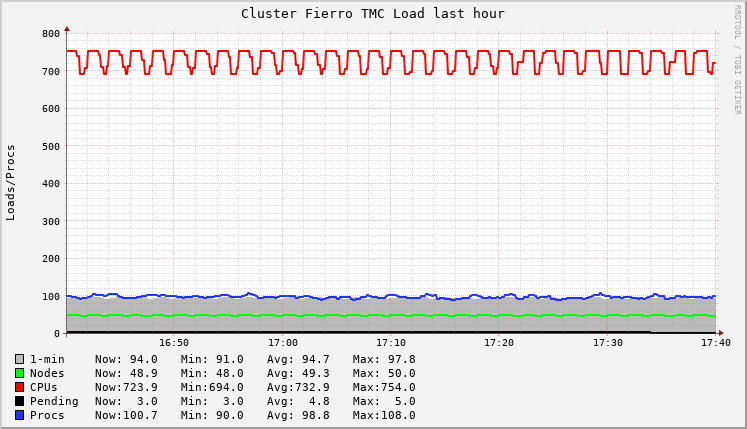 Cluster Fierro TMC Load last hour
RRDTOOL / TOBI OETIKER
Loads/Procs
800
700
600
500
400
300
200
100
0
16:50 17:00 17:10 17:20 17:30 17:40
1-min Now: 94.0 Min: 91.0 Avg: 94.7 Max: 97.8
Nodes Now: 48.9 Min: 48.0 Avg: 49.3 Max: 50.0
CPUs Now:723.9 Min:694.0 Avg:732.9 Max:754.0
Pending Now: 3.0 Min: 3.0 Avg: 4.8 Max: 5.0
Procs Now:100.7 Min: 90.0 Avg: 98.8 Max:108.0